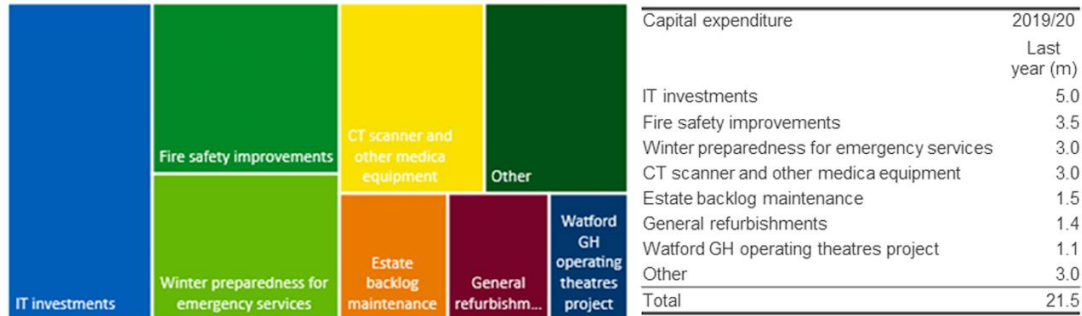 IT investments
Fire safety improvements
Winter preparedness for
emergency services
CT scanner and
other medica
equipment
Other
Estate
backlog
maintenance
General
refurbishm...
Watford
GH
operating
theatres
project
Capital expenditure 2019/20
Last
year (m)
IT investments 5.0
Fire safety improvements 3.5
Winter preparedness for emergency services 3.0
CT scanner and other medica equipment 3.0
Estate backlog maintenance 1.5
General refurbishments 1.4
Watford GH operating theatres project 1.1
Other 3.0
Total 21.5